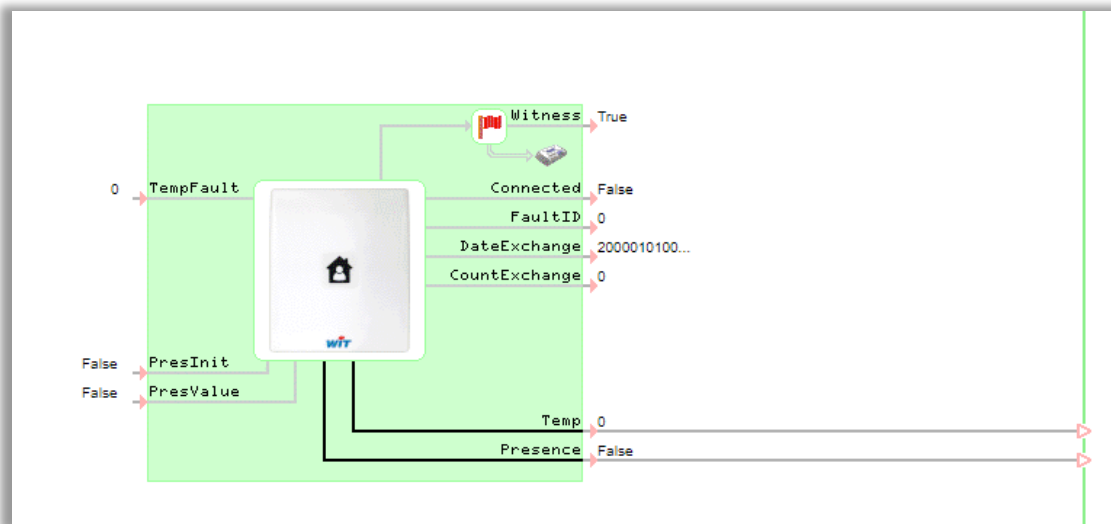 Witness True
0 TempFault Connected False
FaultID 0
DateExchange 2000010100...
CountExchange 0
WiT
False PresInit
False PresValue
Temp 0
Presence False